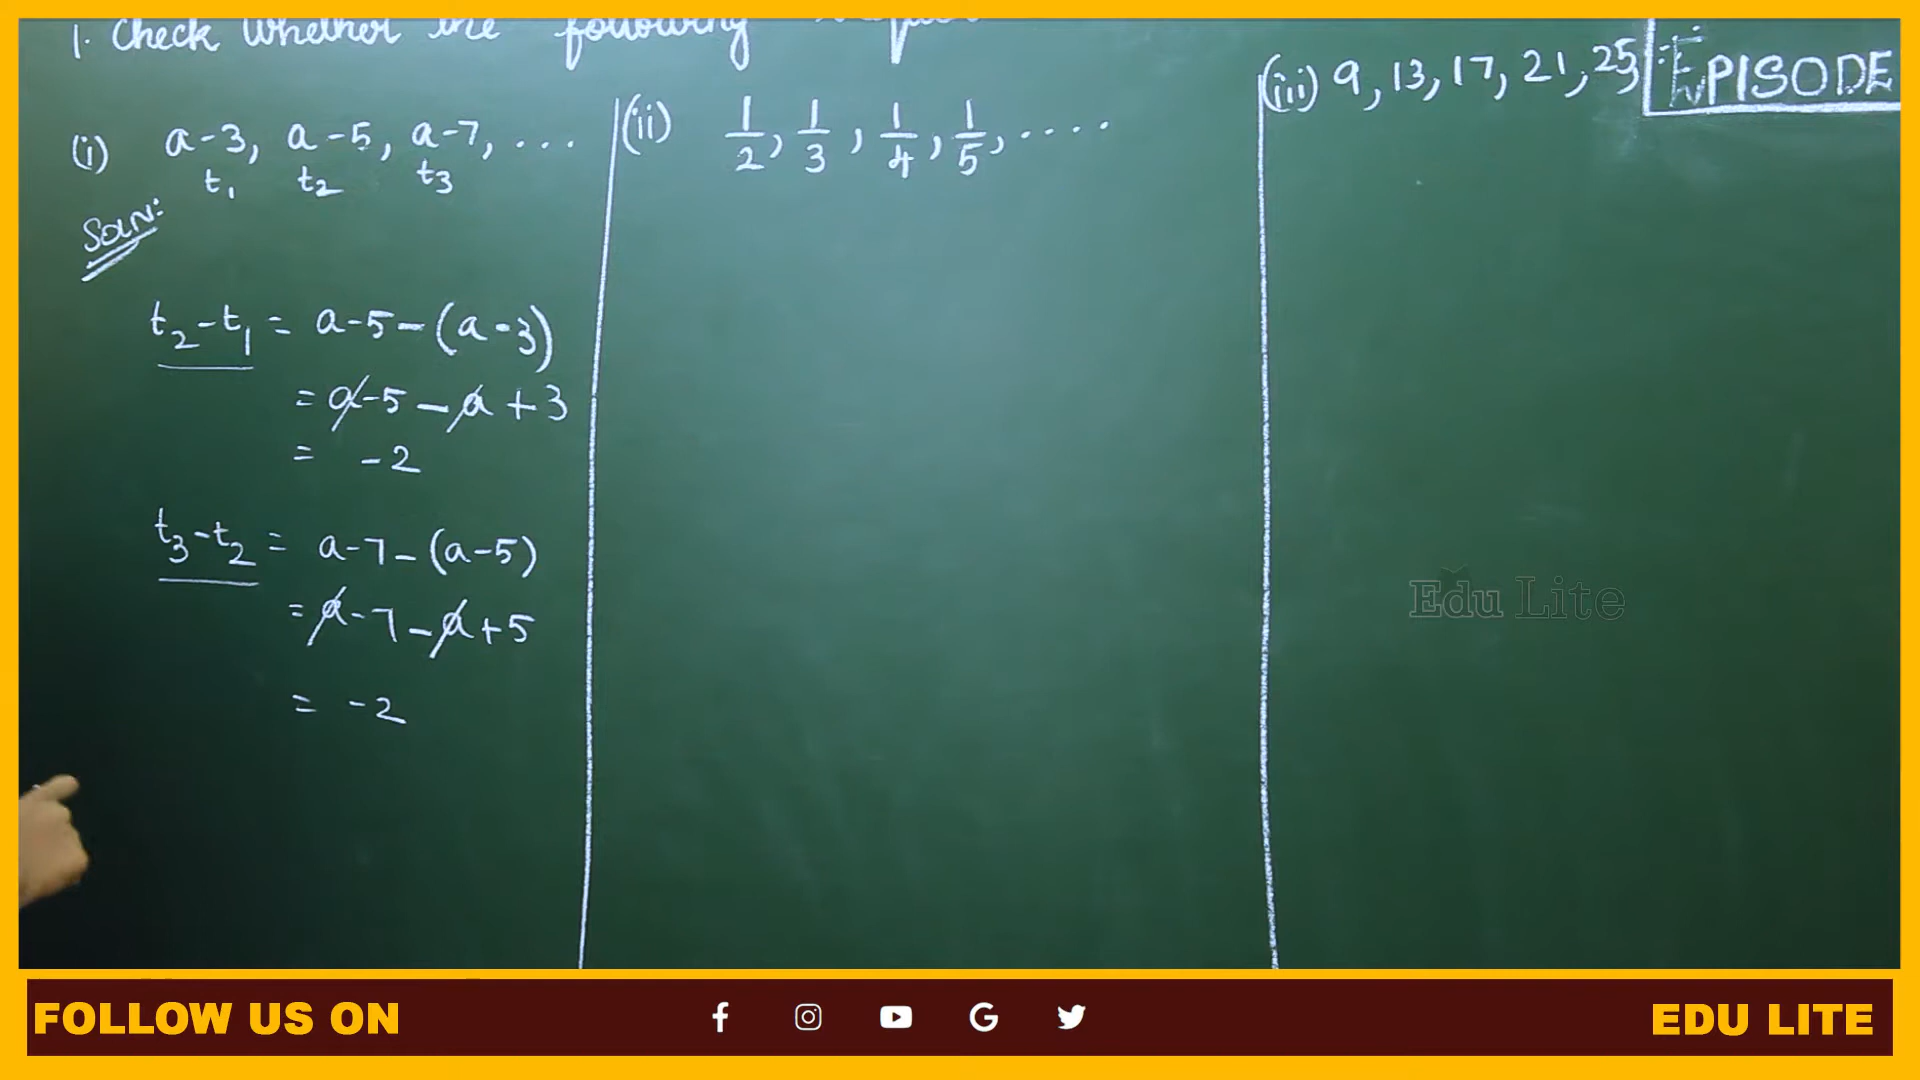 1. Check Whether the following
(i) a-3, a-5, a-7, ...
t₁ t₂ t₃
Soln:
t₂-t₁ = a-5-(a-3)
= a-5-a+3
= -2
t₃-t₂ = a-7-(a-5)
= a-7-a+5
= -2
(ii) 1/2, 1/3, 1/4, 1/5, ....
(iii) 9, 13, 17, 21, 25,
EPISODE
Edu Lite
FOLLOW US ON
EDU LITE